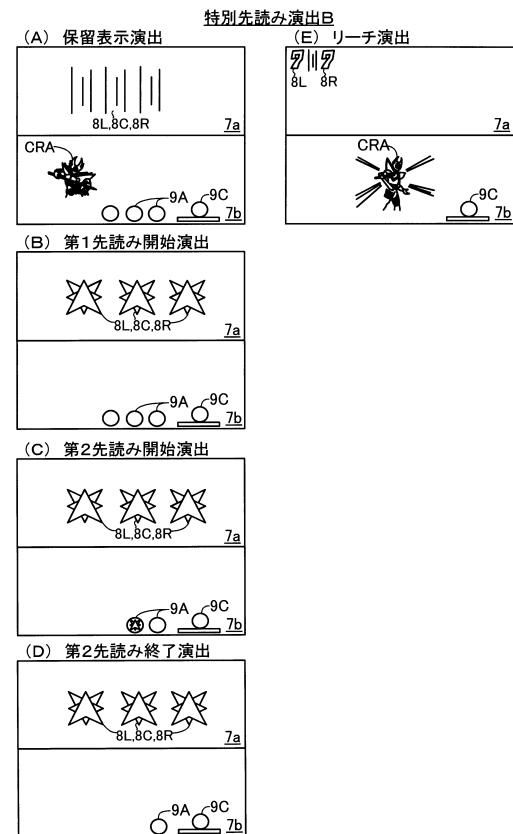 特別先読み演出B
(A) 保留表示演出
8L,8C,8R
7a
CRA
9A
9C
7b
(B) 第1先読み開始演出
8L,8C,8R
7a
9A
9C
7b
(C) 第2先読み開始演出
8L,8C,8R
7a
9A
9C
7b
(D) 第2先読み終了演出
8L,8C,8R
7a
9A
9C
7b
(E) リーチ演出
7 7
8L 8R
7a
CRA
9C
7b